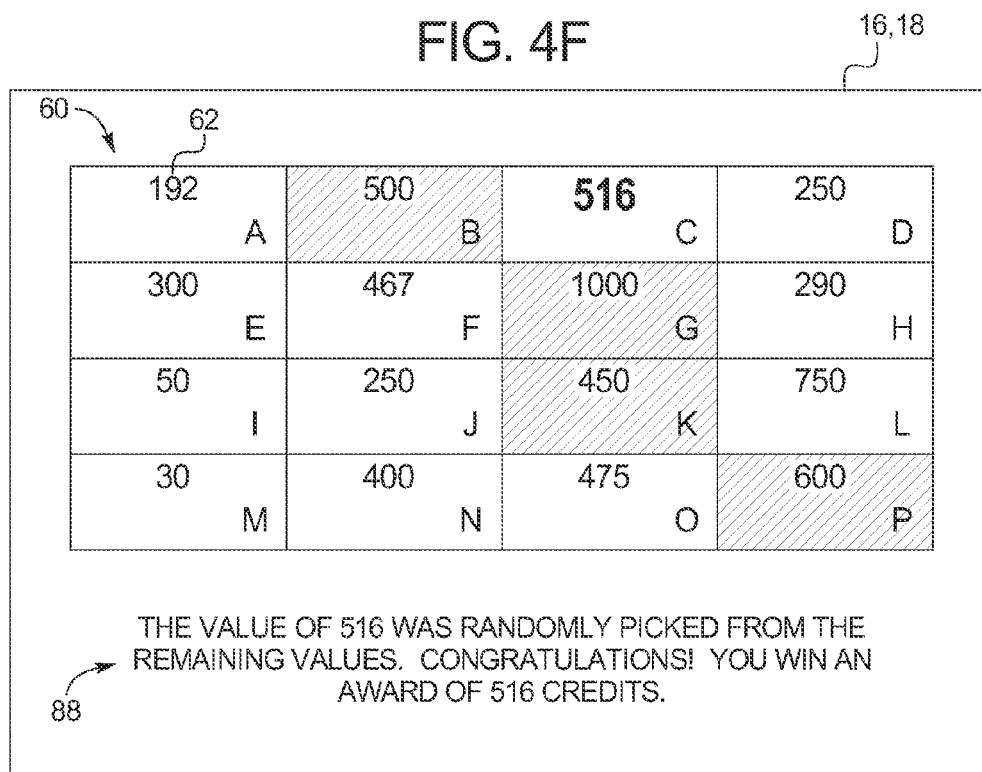 FIG. 4F
16,18
60
62
192
500
516
250
A
B
C
D
300
467
1000
290
E
F
G
H
50
250
450
750
I
J
K
L
30
400
475
600
M
N
O
P
THE VALUE OF 516 WAS RANDOMLY PICKED FROM THE
REMAINING VALUES. CONGRATULATIONS! YOU WIN AN
AWARD OF 516 CREDITS.
88